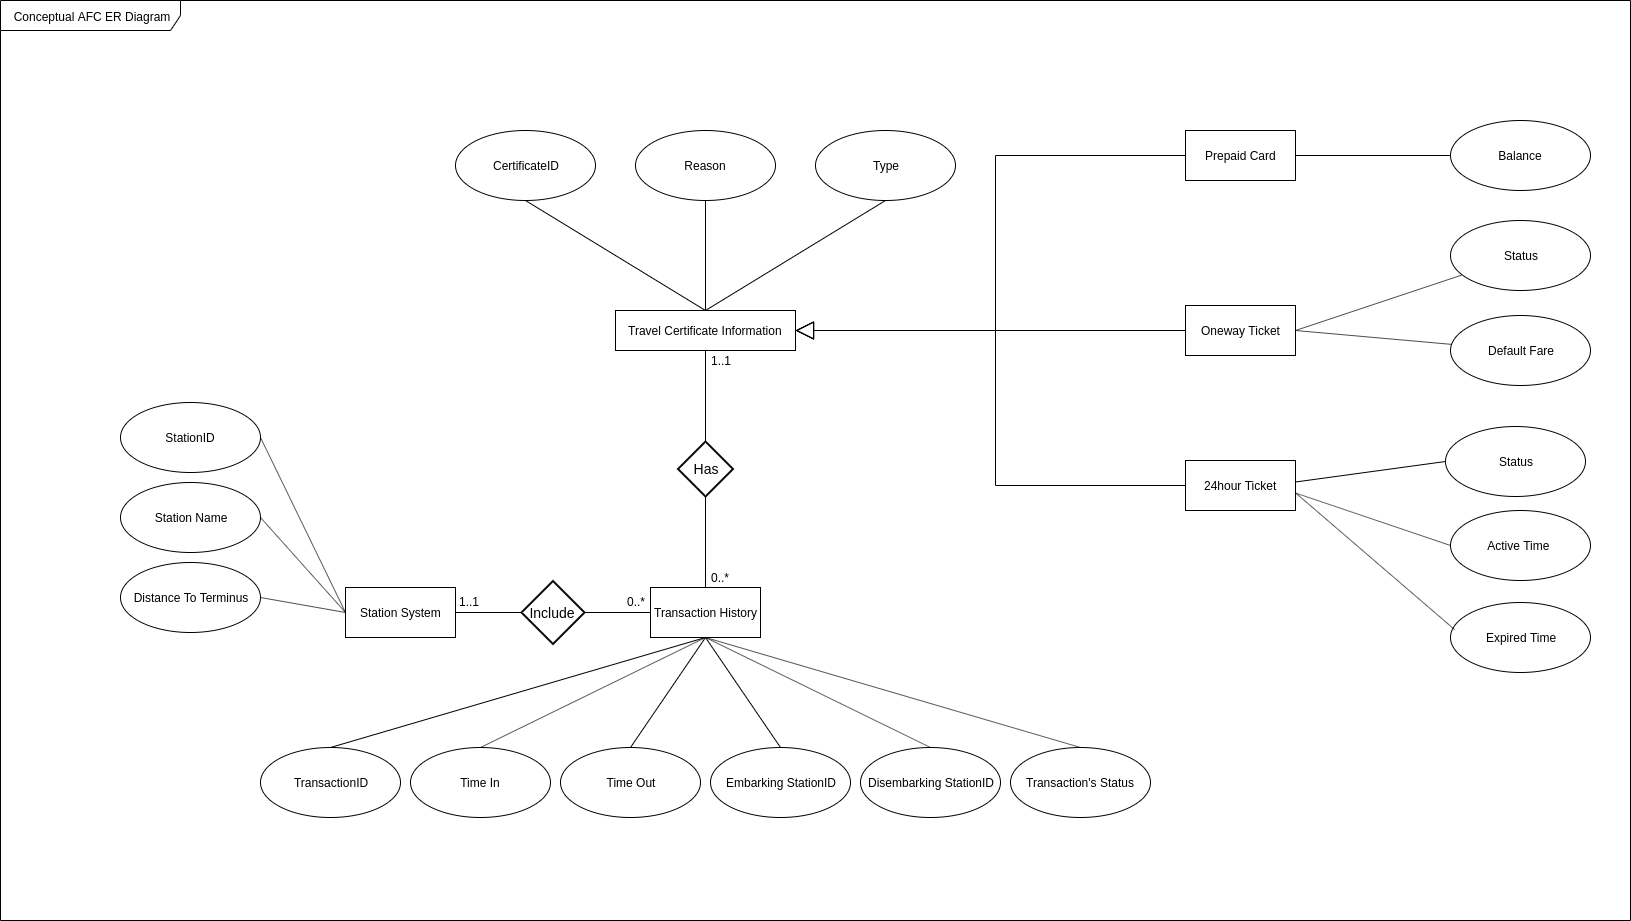 Conceptual AFC ER Diagram
CertificateID
Reason
Type
Prepaid Card
Balance
Status
Travel Certificate Information
Oneway Ticket
Default Fare
1..1
StationID
Has
24hour Ticket
Status
Station Name
Active Time
Distance To Terminus
0..*
Station System
1..1
Include
0..*
Transaction History
Expired Time
TransactionID
Time In
Time Out
Embarking StationID
Disembarking StationID
Transaction's Status